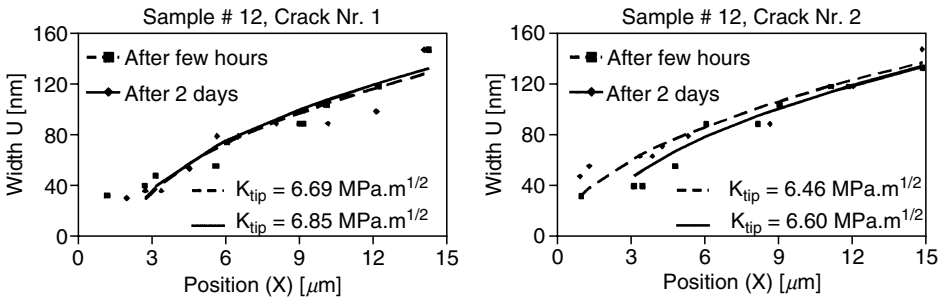 Sample # 12, Crack Nr. 1
160
120
80
40
0
Width U [nm]
After few hours
After 2 days
K_tip = 6.69 MPa.m^1/2
K_tip = 6.85 MPa.m^1/2
0 3 6 9 12 15
Position (X) [μm]
Sample # 12, Crack Nr. 2
160
120
80
40
0
Width U [nm]
After few hours
After 2 days
K_tip = 6.46 MPa.m^1/2
K_tip = 6.60 MPa.m^1/2
0 3 6 9 12 15
Position (X) [μm]